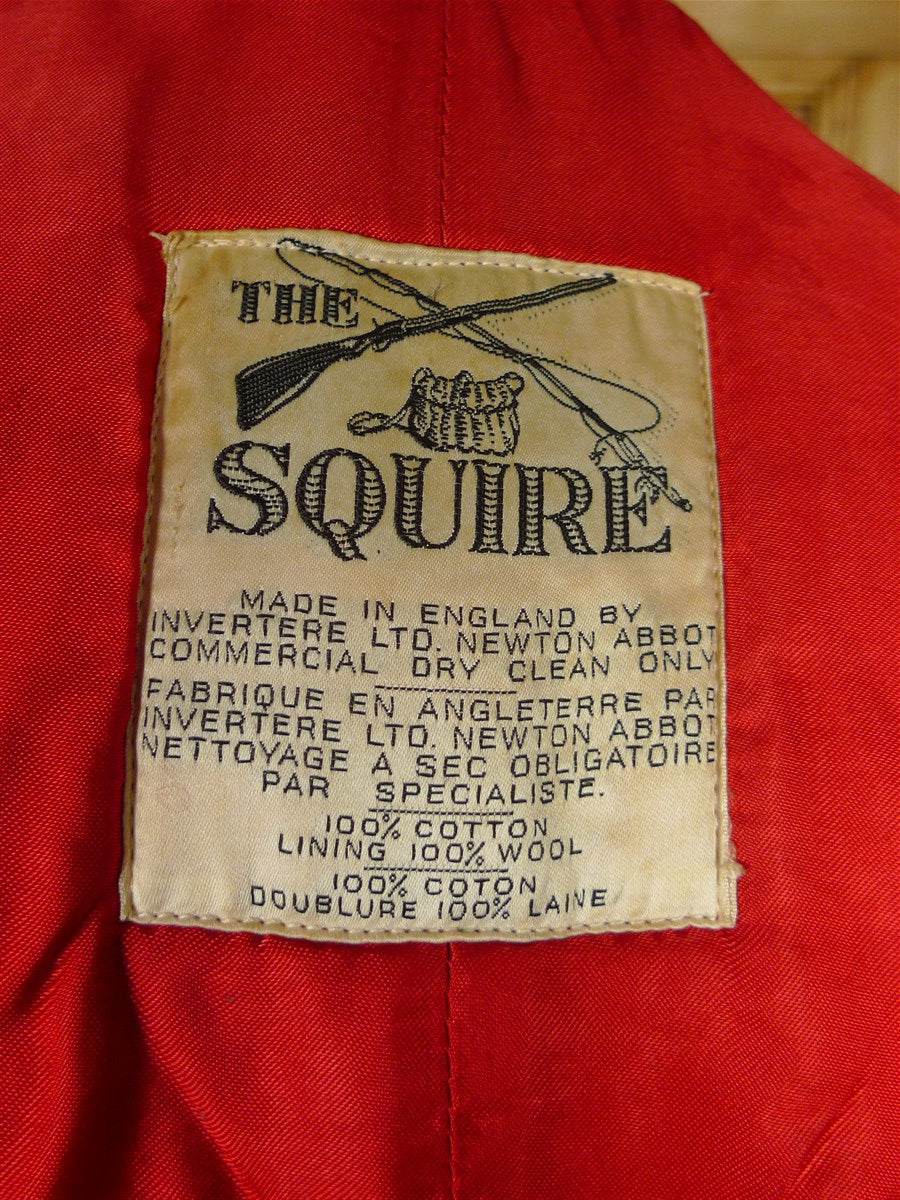 THE
SQUIRE
MADE IN ENGLAND BY
INVERTERE LTD. NEWTON ABBOT
COMMERCIAL DRY CLEAN ONLY
FABRIQUE EN ANGLETERRE PAR
INVERTERE LTD. NEWTON ABBOT
NETTOYAGE A SEC OBLIGATOIRE
PAR SPECIALISTE.
100% COTTON
LINING 100% WOOL
100% COTON
DOUBLURE 100% LAINE